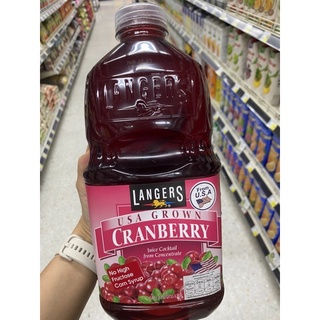 LANGERS
LANGERS
From
U.S.A
USA GROWN
CRANBERRY
Juice Cocktail
from Concentrate
No High
Fructose
Corn Syrup